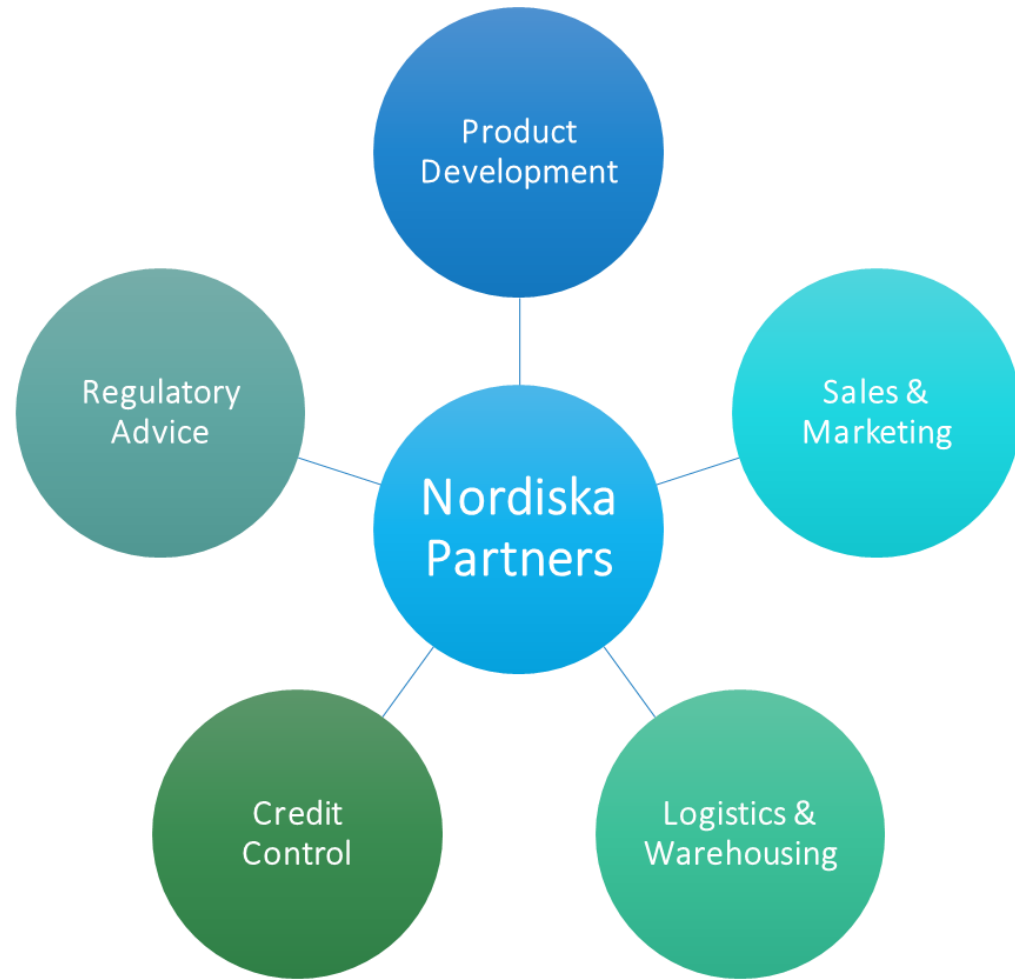 Product
Development
Sales &
Marketing
Logistics &
Warehousing
Credit
Control
Regulatory
Advice
Nordiska
Partners